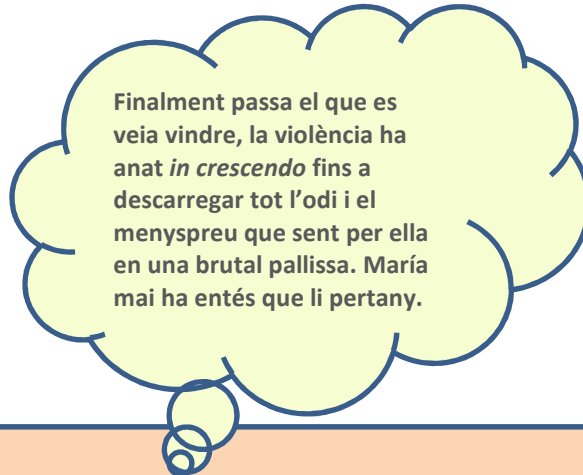 Finalment passa el que es
veia vindre, la violència ha
anat in crescendo fins a
descarregar tot l’odi i el
menyspreu que sent per ella
en una brutal pallissa. María
mai ha entés que li pertany.